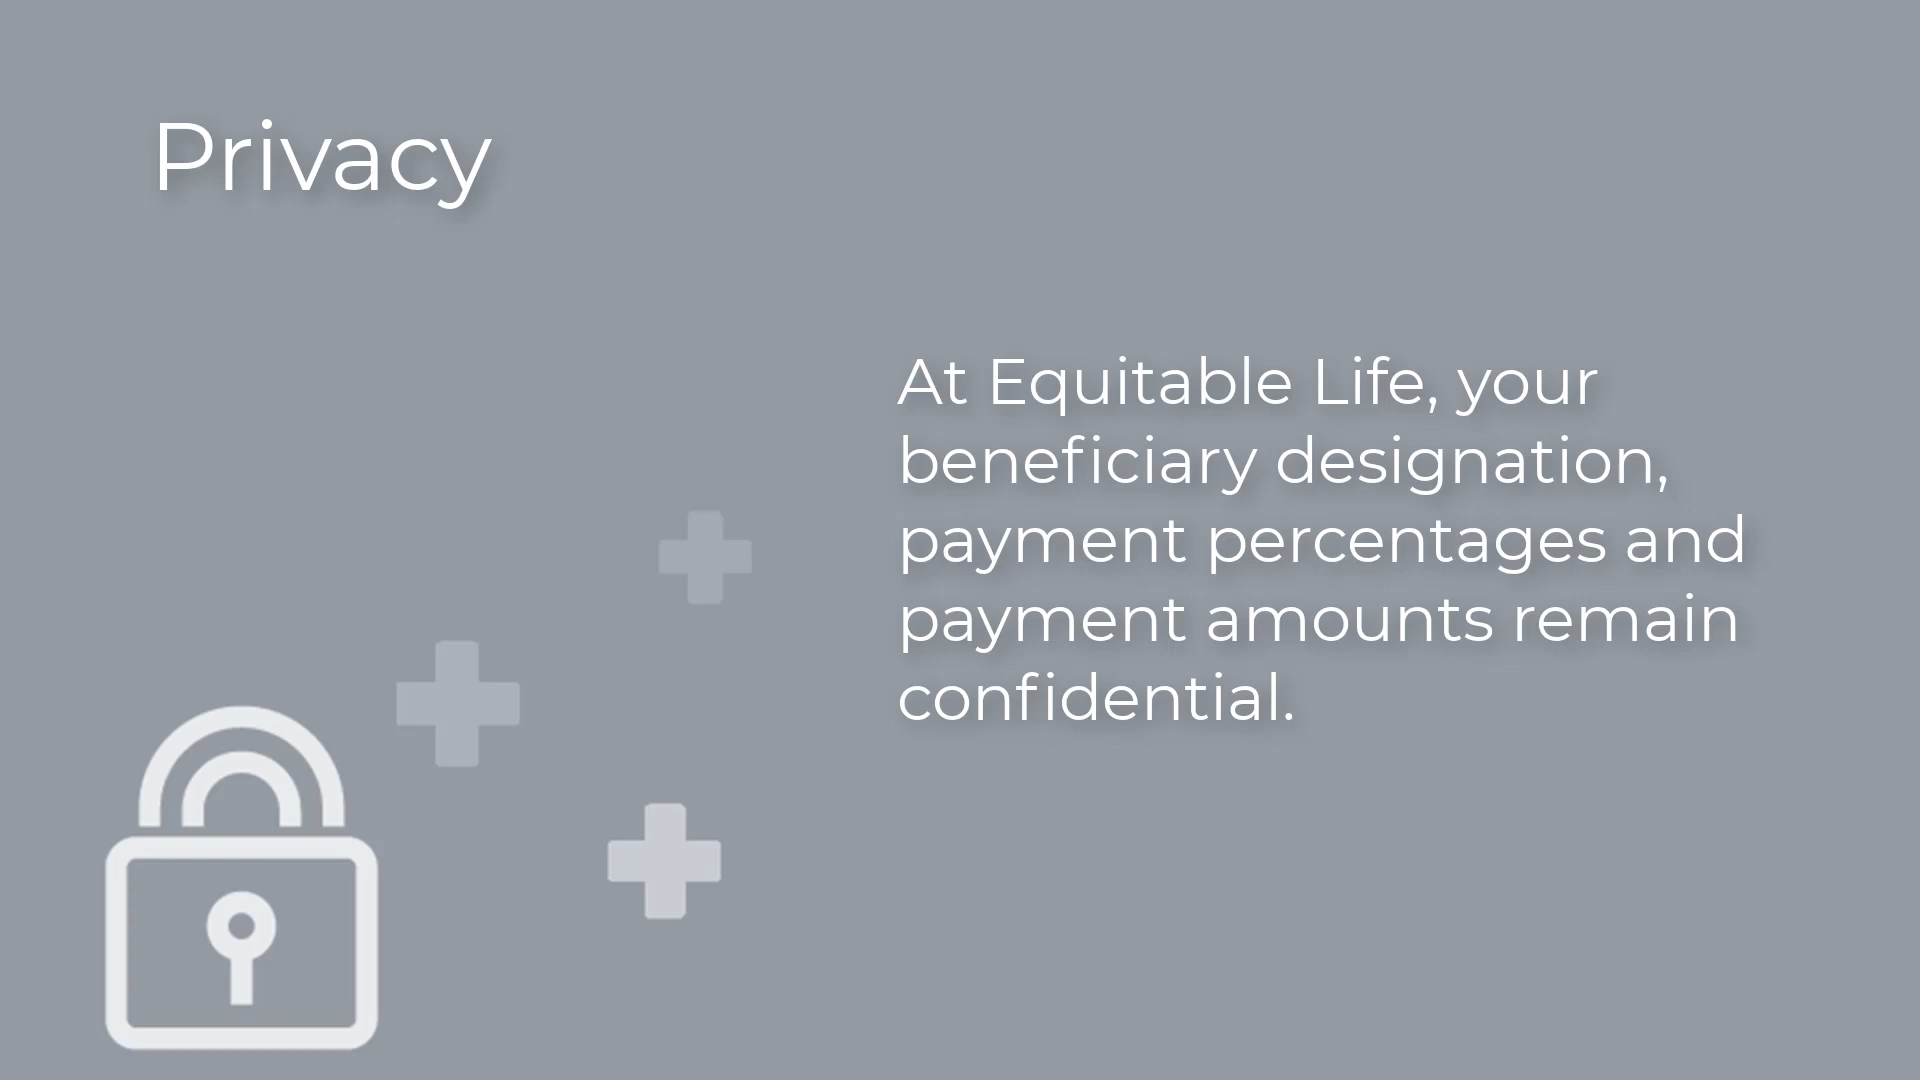 Privacy
At Equitable Life, your
beneficiary designation,
payment percentages and
payment amounts remain
confidential.